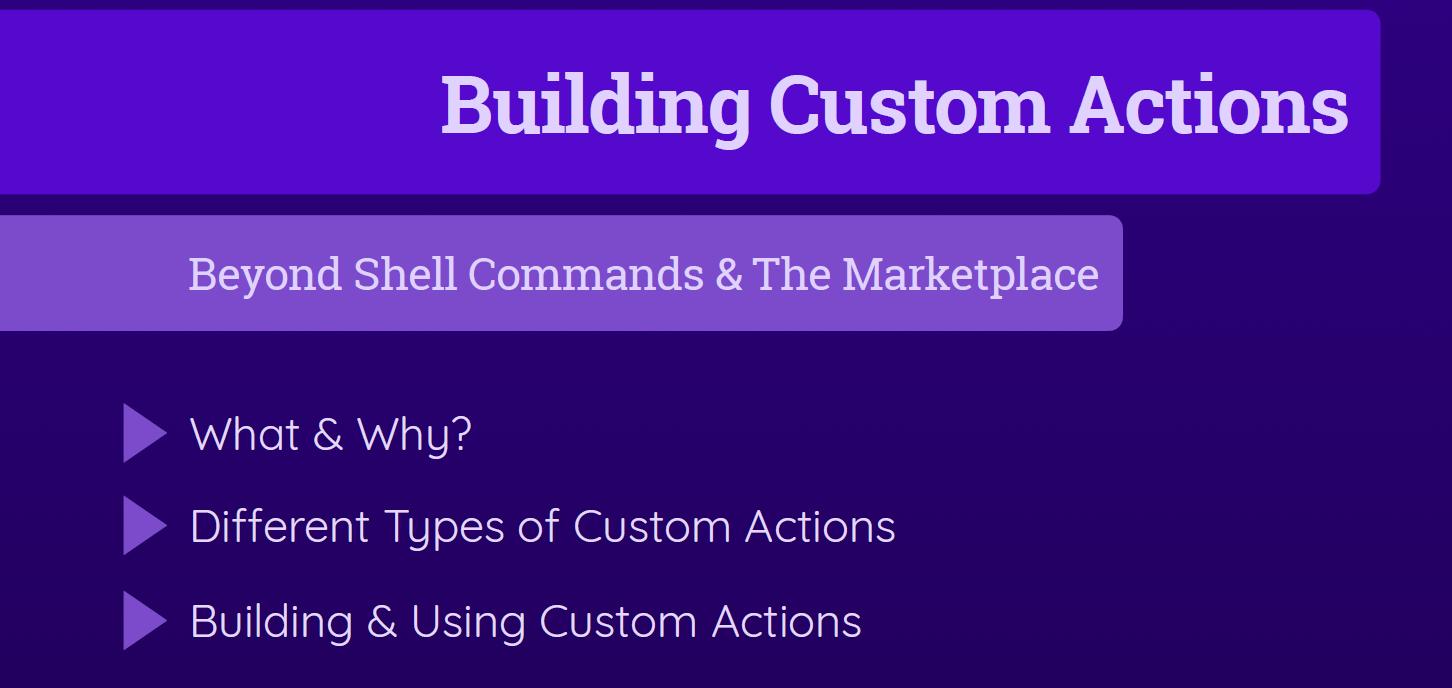 Building Custom Actions
Beyond Shell Commands & The Marketplace
What & Why?
Different Types of Custom Actions
Building & Using Custom Actions